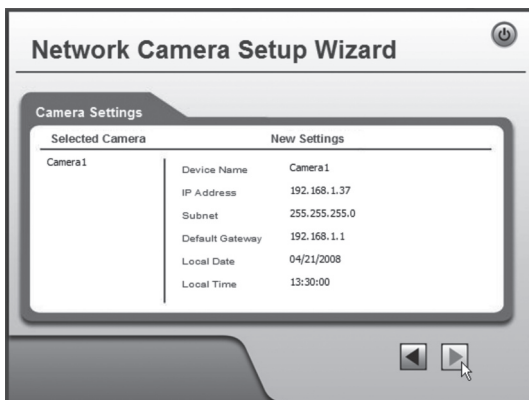 Network Camera Setup Wizard
Camera Settings
Selected Camera New Settings
Camera1
Device Name Camera1
IP Address 192.168.1.37
Subnet 255.255.255.0
Default Gateway 192.168.1.1
Local Date 04/21/2008
Local Time 13:30:00